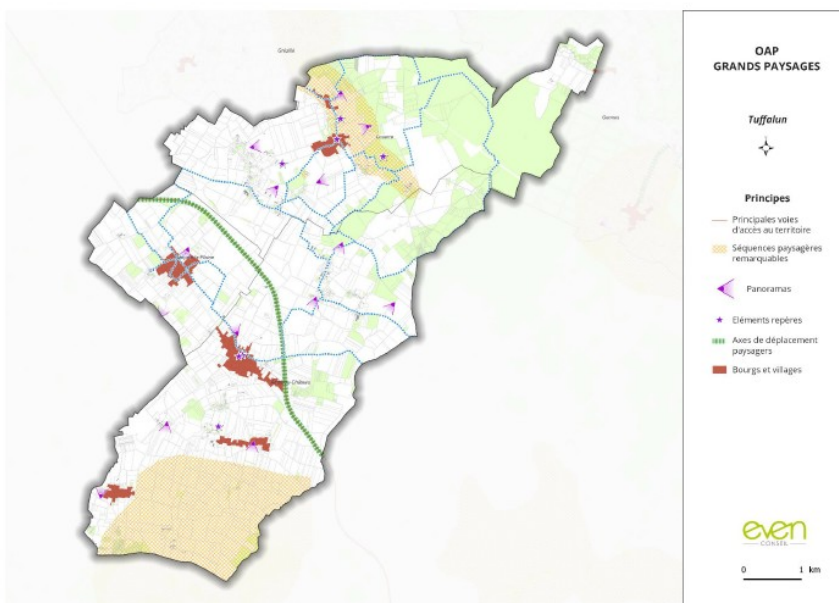 Grézillé
Gennes
Louerre
OAP
GRANDS PAYSAGES
Tuffalun
Principes
Principales voies
d'accès au territoire
Séquences paysagères
remarquables
Panoramas
Eléments repères
Axes de déplacement
paysagers
Bourgs et villages
even
CONSEIL
0 1 km